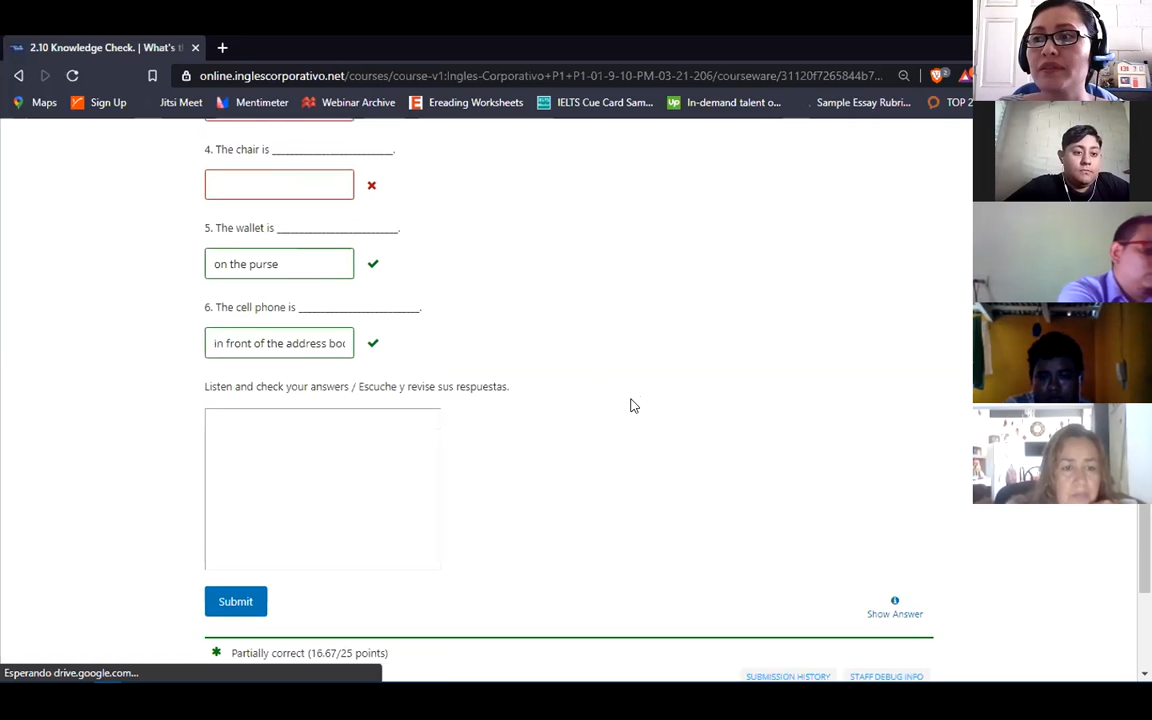 2.10 Knowledge Check. | What's t
online.inglescorporativo.net/courses/course-v1:Ingles-Corporativo+P1+P1-01-9-10-PM-03-21-206/courseware/31120f7265844b7...
2
Maps Sign Up Jitsi Meet Mentimeter Webinar Archive Ereading Worksheets IELTS Cue Card Sam... In-demand talent o... Sample Essay Rubri... TOP 2
4. The chair is ________________________.
5. The wallet is ________________________.
on the purse
6. The cell phone is ________________________.
in front of the address boo
Listen and check your answers / Escuche y revise sus respuestas.
Submit
Show Answer
Partially correct (16.67/25 points)
Esperando drive.google.com...
SUBMISSION HISTORY STAFF DEBUG INFO